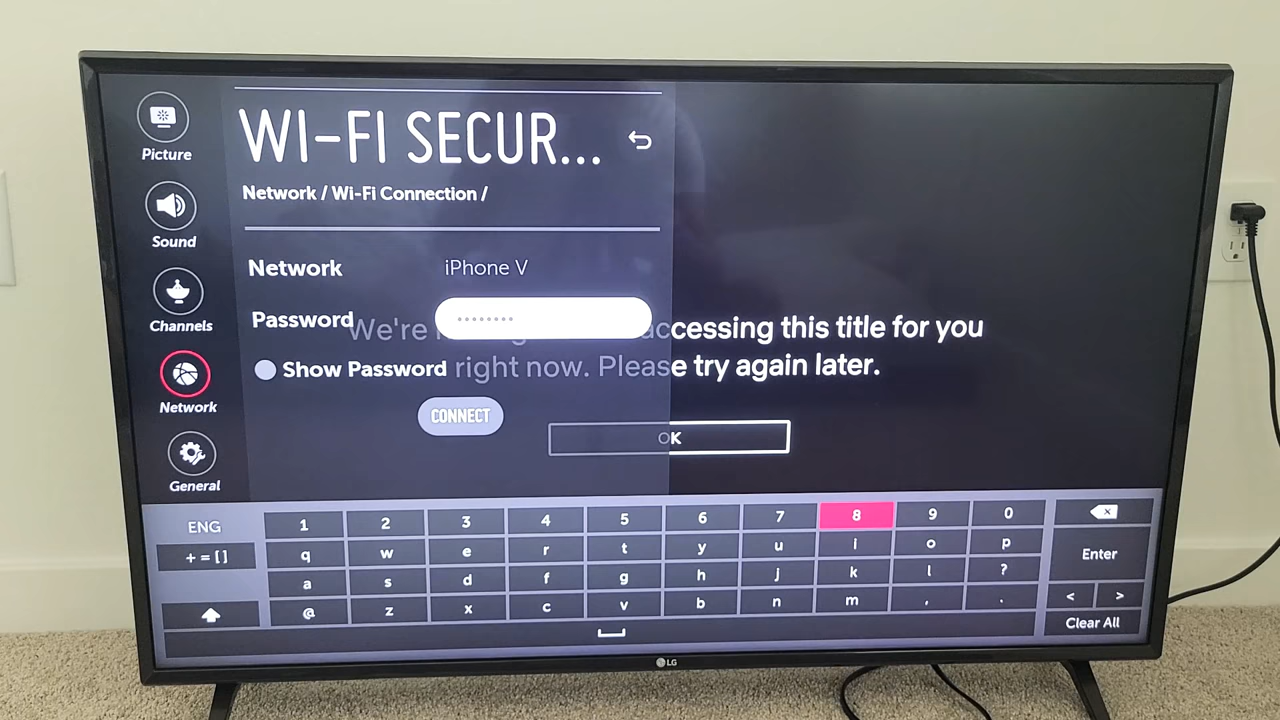 WI-FI SECUR...
Network / Wi-Fi Connection /
Network iPhone V
Password ••••••••
Show Password
CONNECT
We're
accessing this title for you
right now. Please try again later.
OK
Picture
Sound
Channels
Network
General
ENG
+ = [ ]
1 2 3 4 5 6 7 8 9 0
q w e r t y u i o p
a s d f g h j k l ?
@ z x c v b n m , .
Enter
< >
Clear All
LG